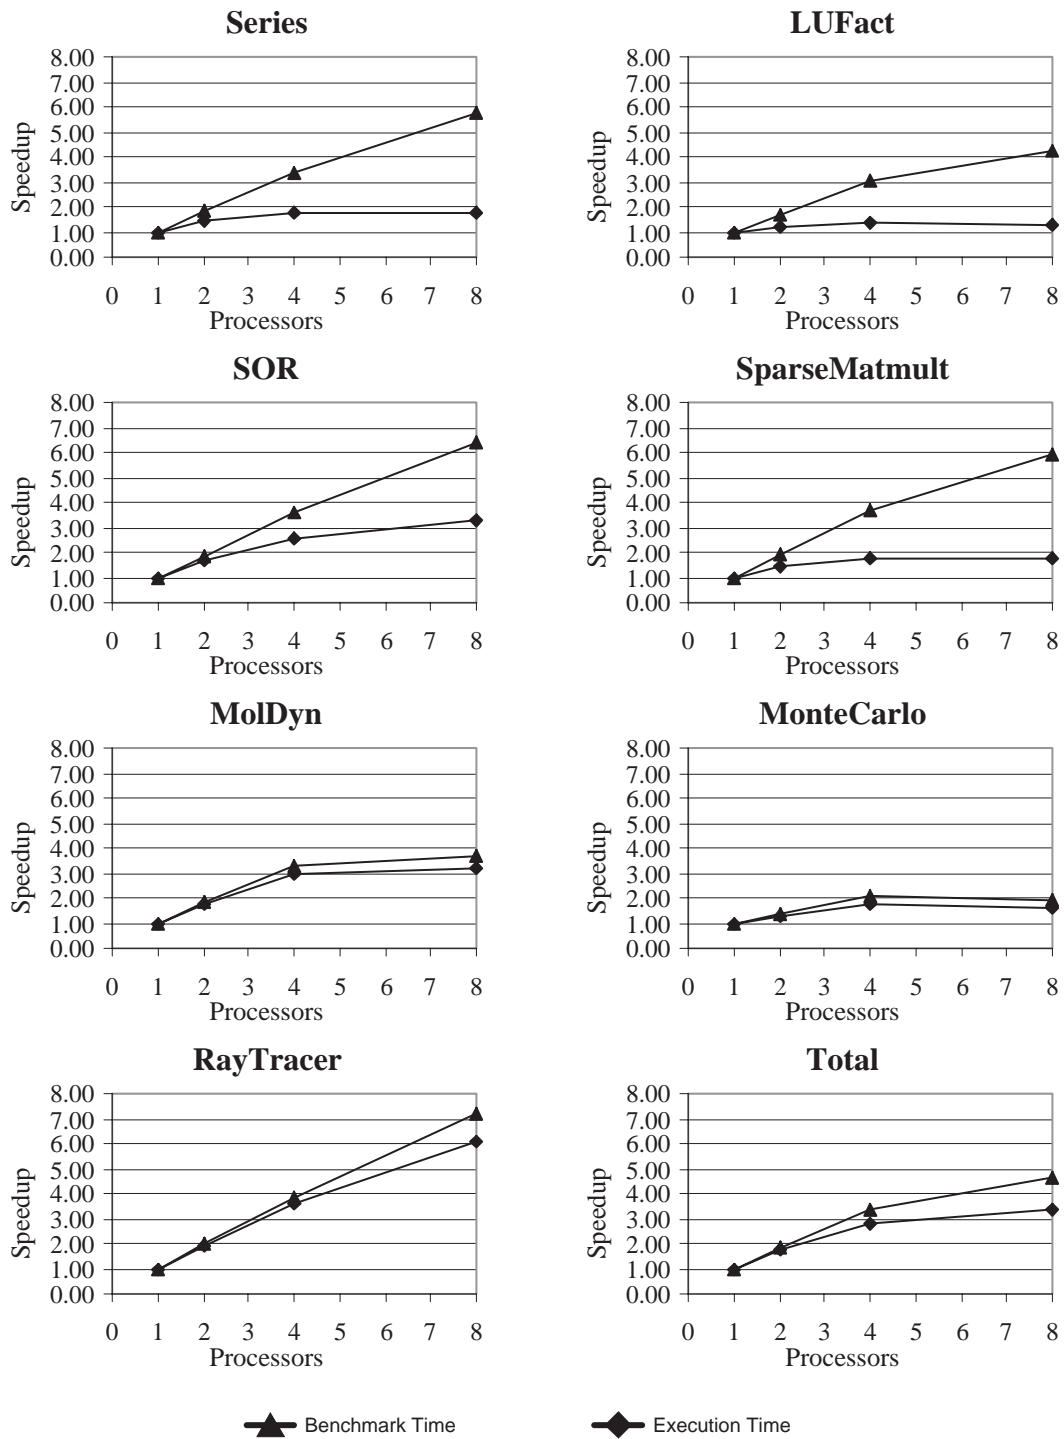 Series
8.00
7.00
6.00
5.00
4.00
3.00
2.00
1.00
0.00
Speedup
0 1 2 3 4 5 6 7 8
Processors
LUFact
8.00
7.00
6.00
5.00
4.00
3.00
2.00
1.00
0.00
Speedup
0 1 2 3 4 5 6 7 8
Processors
SOR
8.00
7.00
6.00
5.00
4.00
3.00
2.00
1.00
0.00
Speedup
0 1 2 3 4 5 6 7 8
Processors
SparseMatmult
8.00
7.00
6.00
5.00
4.00
3.00
2.00
1.00
0.00
Speedup
0 1 2 3 4 5 6 7 8
Processors
MolDyn
8.00
7.00
6.00
5.00
4.00
3.00
2.00
1.00
0.00
Speedup
0 1 2 3 4 5 6 7 8
Processors
MonteCarlo
8.00
7.00
6.00
5.00
4.00
3.00
2.00
1.00
0.00
Speedup
0 1 2 3 4 5 6 7 8
Processors
RayTracer
8.00
7.00
6.00
5.00
4.00
3.00
2.00
1.00
0.00
Speedup
0 1 2 3 4 5 6 7 8
Processors
Total
8.00
7.00
6.00
5.00
4.00
3.00
2.00
1.00
0.00
Speedup
0 1 2 3 4 5 6 7 8
Processors
Benchmark Time
Execution Time